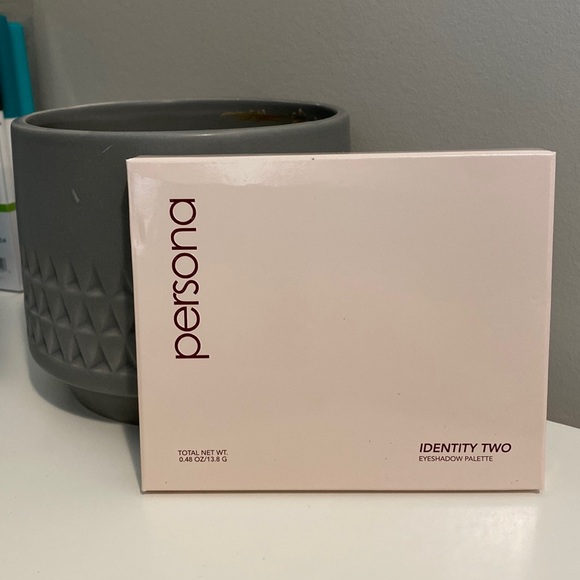 persona
TOTAL NET WT.
0.48 OZ/13.8 G
IDENTITY TWO
EYESHADOW PALETTE